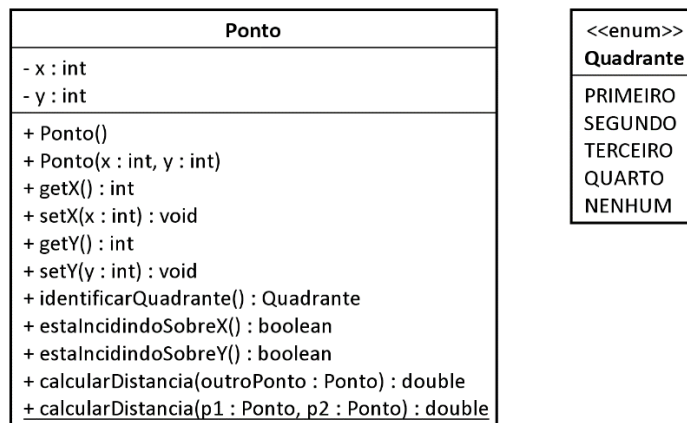 Ponto
- x : int
- y : int
+ Ponto()
+ Ponto(x : int, y : int)
+ getX() : int
+ setX(x : int) : void
+ getY() : int
+ setY(y : int) : void
+ identificarQuadrante() : Quadrante
+ estaIncidindoSobreX() : boolean
+ estaIncidindoSobreY() : boolean
+ calcularDistancia(outroPonto : Ponto) : double
+ calcularDistancia(p1 : Ponto, p2 : Ponto) : double
<<enum>>
Quadrante
PRIMEIRO
SEGUNDO
TERCEIRO
QUARTO
NENHUM